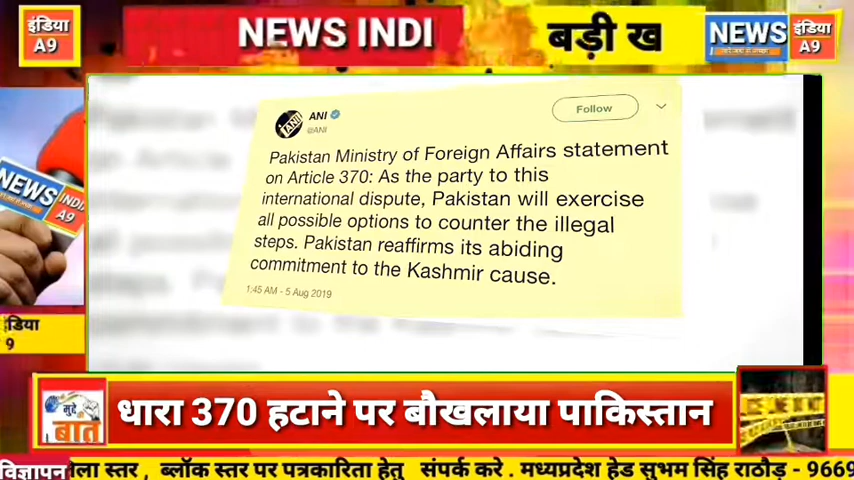 इंडिया
A9
NEWS INDI
बड़ी ख
NEWS
इंडिया
A9
ANI
@ANI
Follow
Pakistan Ministry of Foreign Affairs statement
on Article 370: As the party to this
international dispute, Pakistan will exercise
all possible options to counter the illegal
steps. Pakistan reaffirms its abiding
commitment to the Kashmir cause.
1:45 AM - 5 Aug 2019
NEWS
INDI
A9
डिया
9
मुद्दे की
बात
धारा 370 हटाने पर बौखलाया पाकिस्तान
विज्ञापन
ला स्तर , ब्लॉक स्तर पर पत्रकारिता हेतु संपर्क करे . मध्यप्रदेश हेड सुभम सिंह राठौड़ - 9669